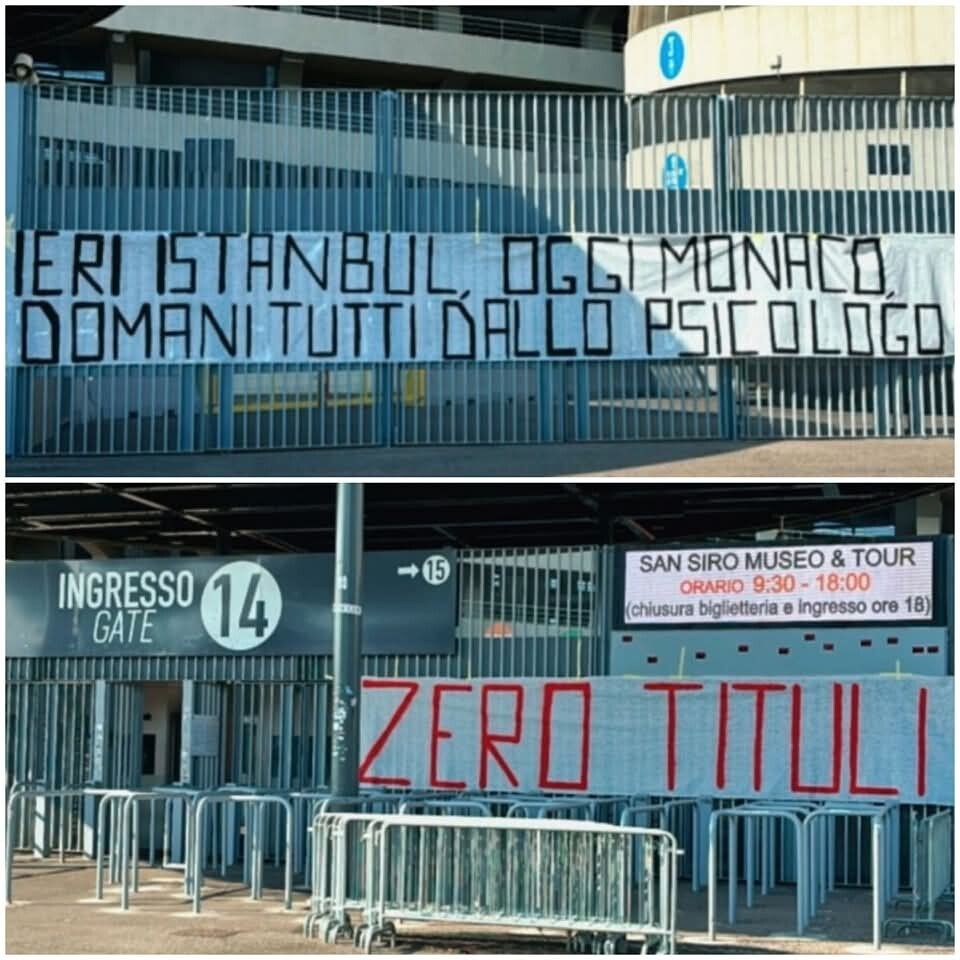 IERI ISTANBUL, OGGI MONACO,
DOMANI TUTTI DALLO PSICOLOGO
INGRESSO
GATE
14
→15
SAN SIRO MUSEO & TOUR
ORARIO 9:30 - 18:00
(chiusura biglietteria e ingresso ore 18)
ZERO TITULI